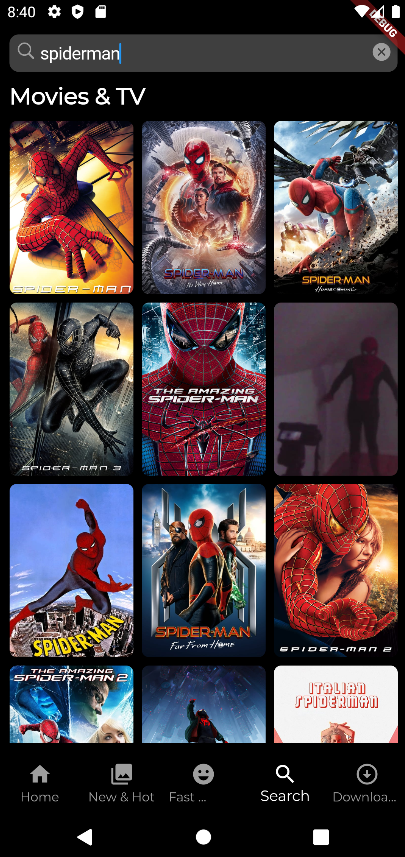 8:40
DEBUG
spiderman
Movies & TV
SPIDER-MAN
SPIDER-MAN
No Way Home
SPIDER-MAN
Homecoming
SPIDER-MAN 3
THE AMAZING
SPIDER-MAN
SPIDER-MAN
SPIDER-MAN
Far From Home
SPIDER-MAN 2
THE AMAZING
SPIDER-MAN 2
ITALIAN
SPIDERMAN
Home
New & Hot
Fast ...
Search
Downloa...